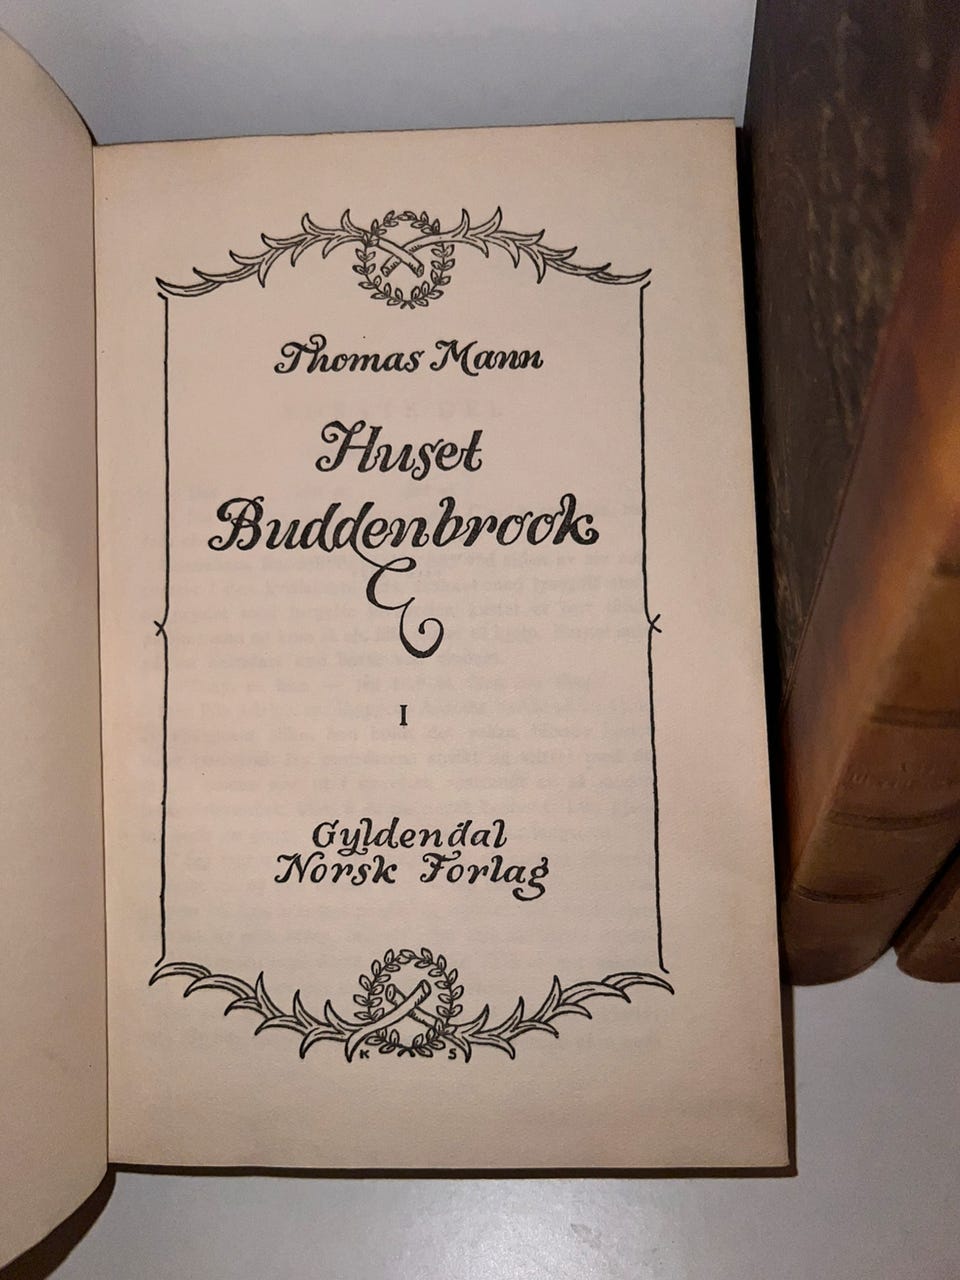 Thomas Mann
Huset
Buddenbrook
I
Gyldendal
Norsk Forlag
K S